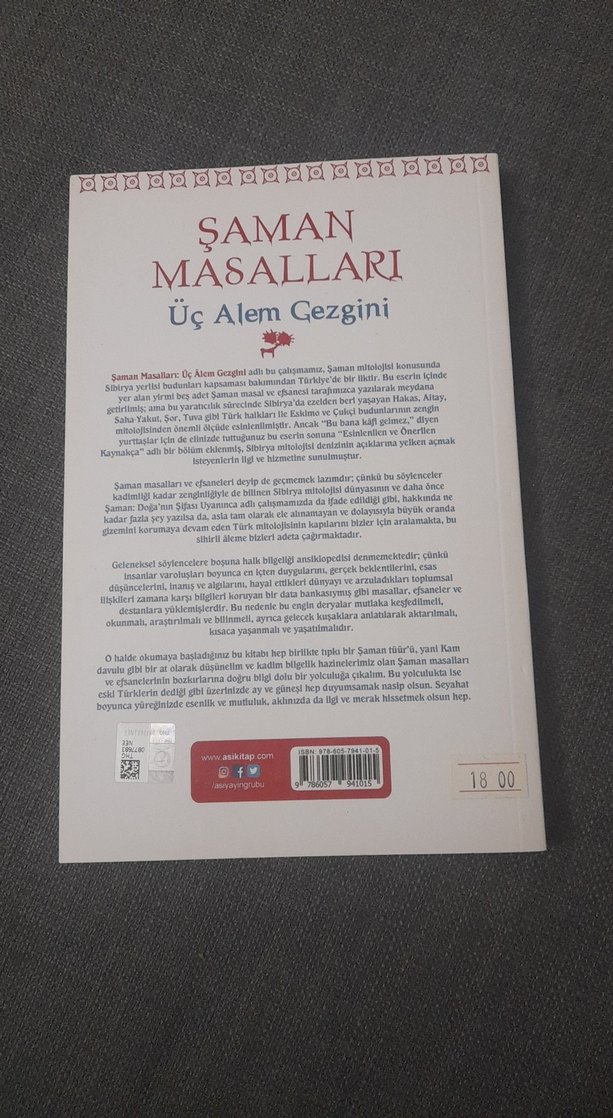 ŞAMAN
MASALLARI
Üç Alem Gezgini
Şaman Masalları: Üç Âlem Gezgini adlı bu çalışmamız, Şaman mitolojisi konusunda
Sibirya yerlisi budunları kapsaması bakımından Türkiye'de bir ilktir. Bu eserin içinde
yer alan yirmi beş adet Şaman masal ve efsanesi tarafımızca yazılarak meydana
getirilmiş; ama bu yaratıcılık sürecinde Sibirya'da ezelden beri yaşayan Hakas, Altay,
Saha-Yakut, Şor, Tuva gibi Türk halkları ile Eskimo ve Çukçi budunlarının zengin
mitolojisinden önemli ölçüde esinlenilmiştir. Ancak "Bu bana kâfi gelmez," diyen
yurttaşlar için de elinizde tuttuğunuz bu eserin sonuna "Esinlenilen ve Önerilen
Kaynakça" adlı bir bölüm eklenmiş, Sibirya mitolojisi denizinin açıklarına yelken açmak
isteyenlerin ilgi ve hizmetine sunulmuştur.
Şaman masalları ve efsaneleri deyip de geçmemek lazımdır; çünkü bu söylenceler
kadimliği kadar zenginliğiyle de bilinen Sibirya mitolojisi dünyasının ve daha önce
Şaman: Doğa'nın Şifası Uyanınca adlı çalışmamızda da ifade edildiği gibi, hakkında ne
kadar fazla şey yazılsa da, asla tam olarak ele alınamayan ve dolayısıyla büyük oranda
gizemini korumaya devam eden Türk mitolojisinin kapılarını bizler için aralamakta, bu
sihirli âleme bizleri adeta çağırmaktadır.
Geleneksel söylencelere boşuna halk bilgeliği ansiklopedisi denmemektedir; çünkü
insanlar varoluşları boyunca en içten duygularını, gerçek beklentilerini, esas
düşüncelerini, inanış ve algılarını, hayal ettikleri dünyayı ve arzuladıkları toplumsal
ilişkileri zamana karşı bilgileri koruyan bir data bankasıymış gibi masallar, efsaneler ve
destanlara yüklemişlerdir. Bu nedenle bu engin deryalar mutlaka keşfedilmeli,
okunmalı, araştırılmalı ve bilinmeli, ayrıca gelecek kuşaklara anlatılarak aktarılmalı,
kısaca yaşanmalı ve yaşatılmalıdır.
O halde okumaya başladığınız bu kitabı hep birlikte tıpkı bir Şaman tüür'ü, yani Kam
davulu gibi bir at olarak düşünelim ve kadim bilgelik hazinelerimiz olan Şaman masalları
ve efsanelerinin bozkırlarına doğru bilgi dolu bir yolculuğa çıkalım. Bu yolculukta ise
eski Türklerin dediği gibi üzerinizde ay ve güneşi hep duyumsamak nasip olsun. Seyahat
boyunca yüreğinizde esenlik ve mutluluk, aklınızda da ilgi ve merak hissetmek olsun hep.
www.asikitap.com
/asiyayingrubu
ISBN: 978-605-7941-01-5
9 786057 941015
18 00